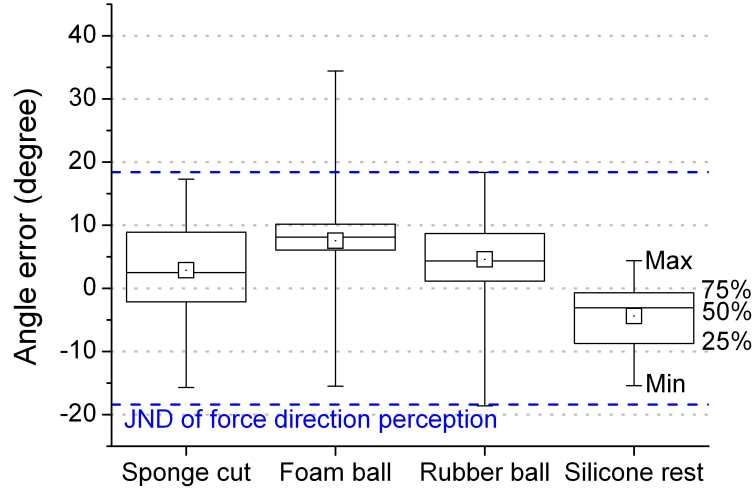 40
30
20
10
0
-10
-20
Angle error (degree)
Max
75%
50%
25%
Min
JND of force direction perception
Sponge cut
Foam ball
Rubber ball
Silicone rest